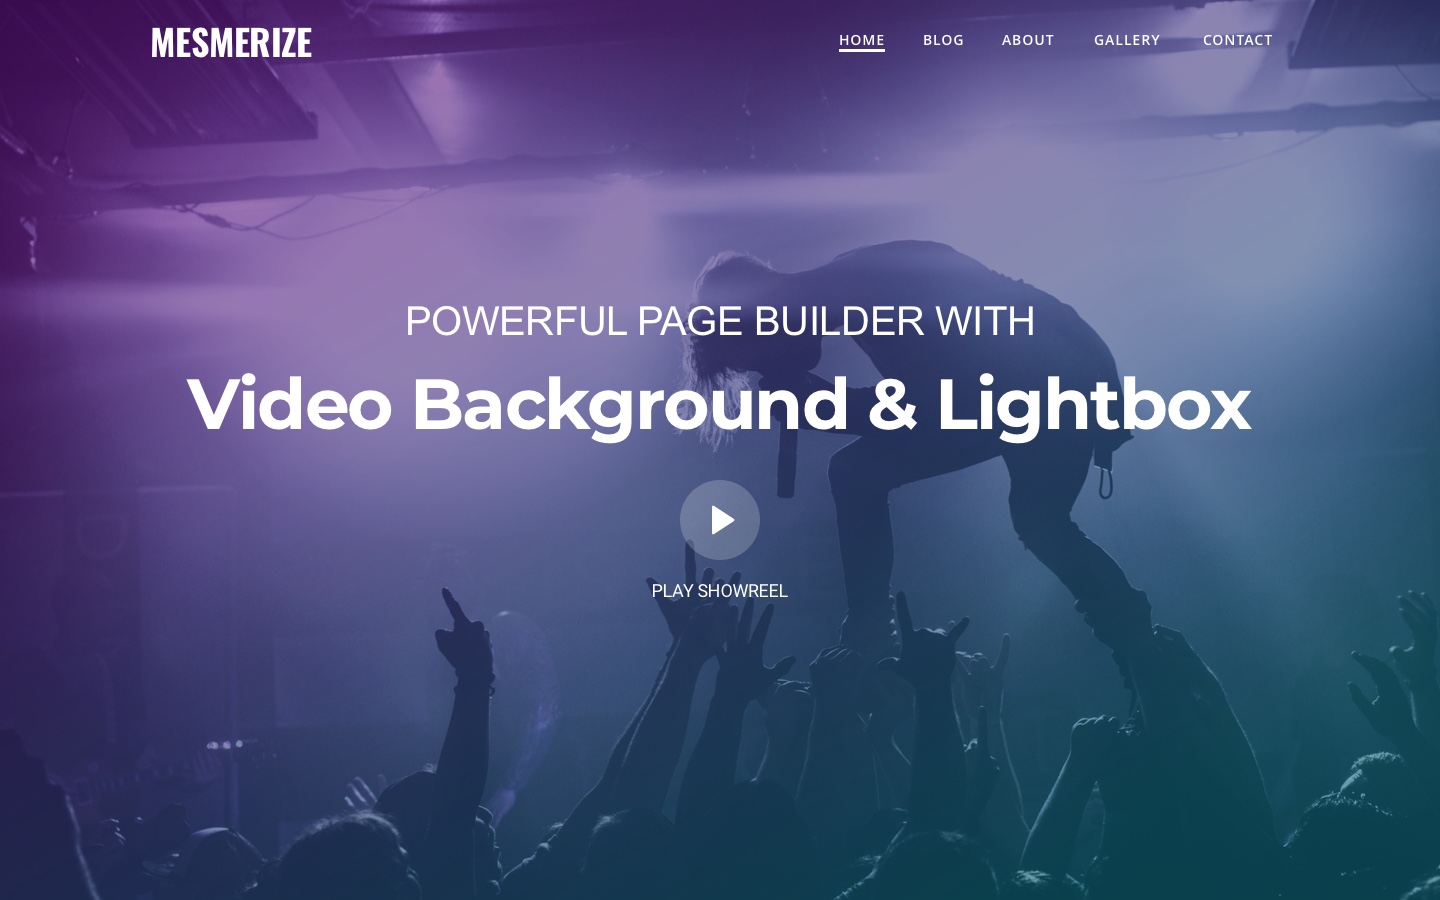 MESMERIZE
HOME BLOG ABOUT GALLERY CONTACT
POWERFUL PAGE BUILDER WITH
Video Background & Lightbox
PLAY SHOWREEL